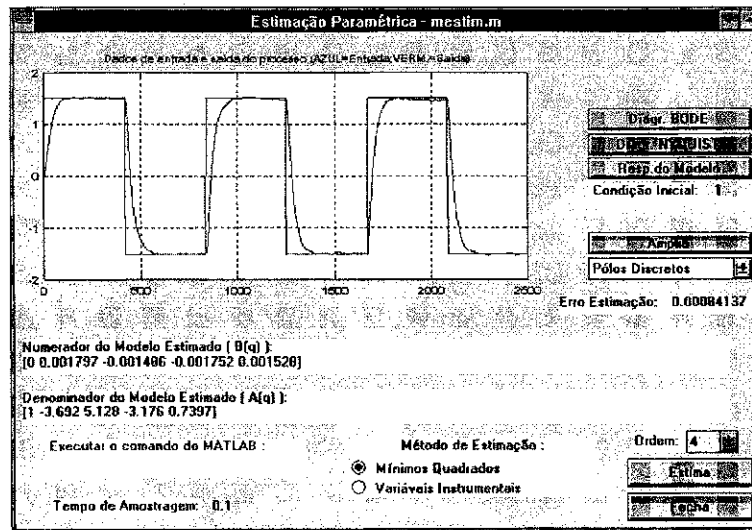 Estimação Paramétrica - mestim.m
Dados de entrada e saída do processo (AZUL=Entrada;VERM.=Saída)
2
1
0
-1
-2
0 500 1000 1500 2000 2500
Diagr. BODE
Resp.do Modelo
Condição Inicial: 1
Amplia
Pólos Discretos
Erro Estimação: 0.00084137
Numerador do Modelo Estimado ( B(q) ):
[0 0.001797 -0.001486 -0.001752 0.001528]
Denominador do Modelo Estimado ( A(q) ):
[1 -3.692 5.128 -3.176 0.7397]
Executar o comando do MATLAB :
Método de Estimação :
Ordem: 4
Mínimos Quadrados
Estima
Variáveis Instrumentais
Tempo de Amostragem: 0.1
Fecha